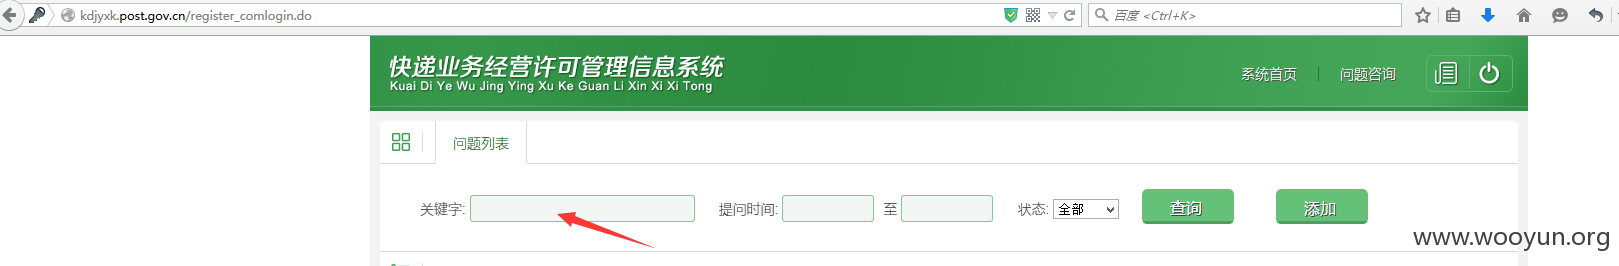 kdjyxk.post.gov.cn/register_comlogin.do
百度 <Ctrl+K>
快递业务经营许可管理信息系统
Kuai Di Ye Wu Jing Ying Xu Ke Guan Li Xin Xi Xi Tong
系统首页 问题咨询
问题列表
关键字: 提问时间: 至 状态: 全部 查询 添加
www.wooyun.org